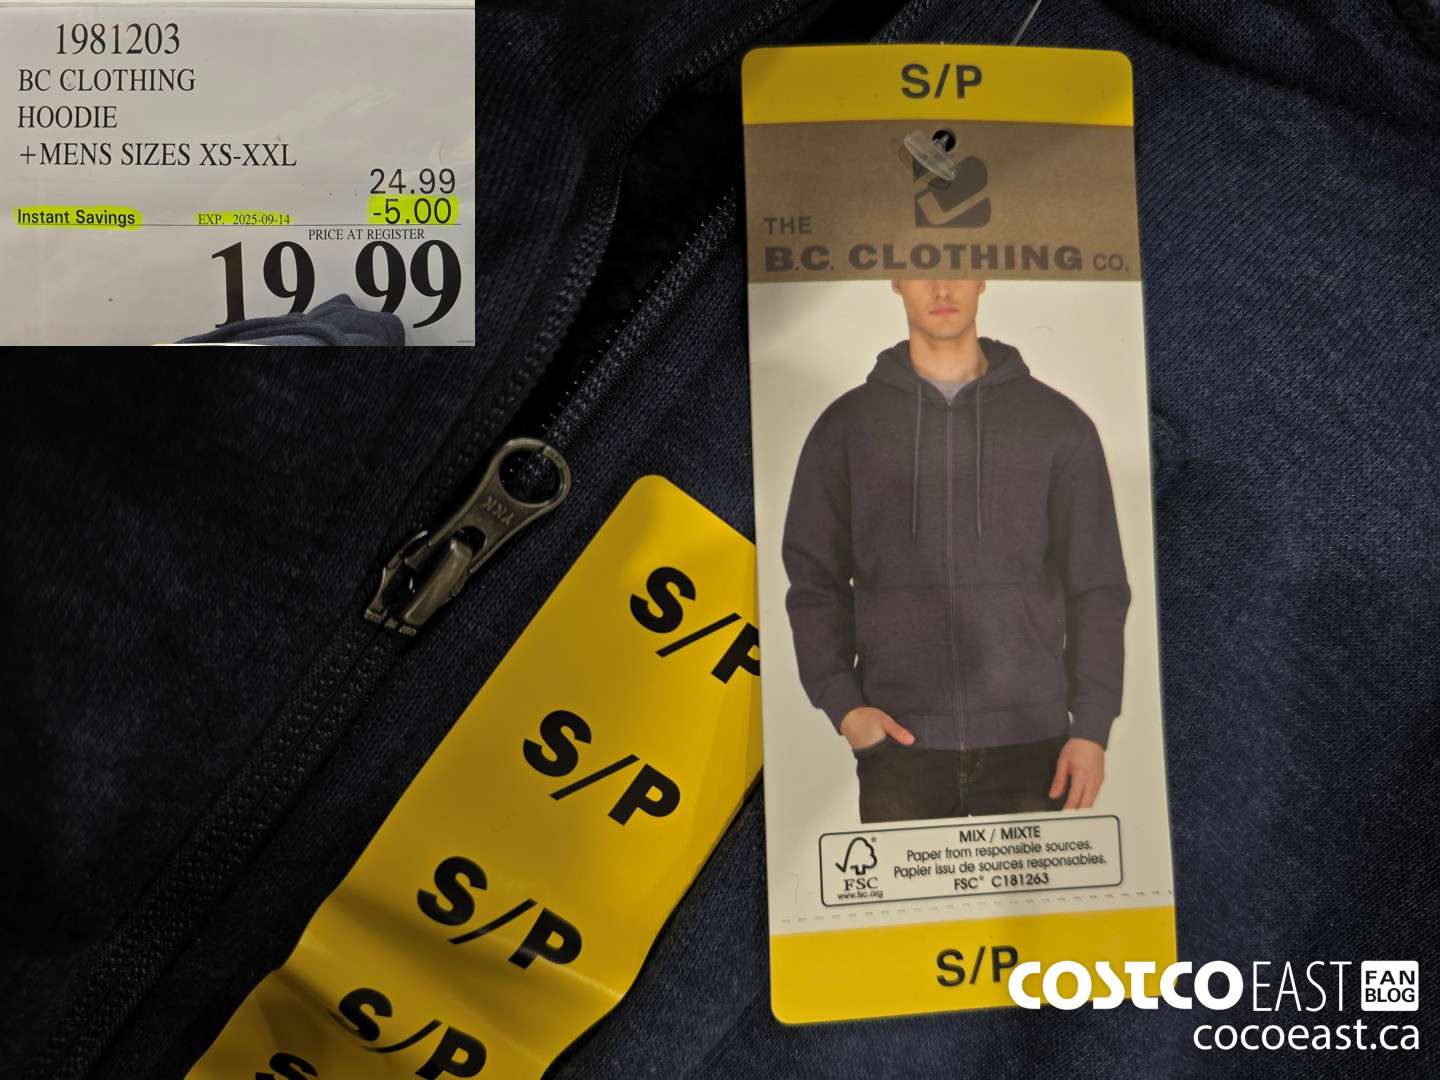 1981203
BC CLOTHING
HOODIE
+MENS SIZES XS-XXL
24.99
Instant Savings EXP. 2025-09-14 -5.00
PRICE AT REGISTER
19 99
S/P
THE
B.C. CLOTHING CO.
YKK
S/P
S/P
S/P
S/P
MIX / MIXTE
Paper from responsible sources.
Papier issu de sources responsables.
FSC® C181263
FSC
www.fsc.org
S/P
COSTCO EAST FAN BLOG
cocoeast.ca